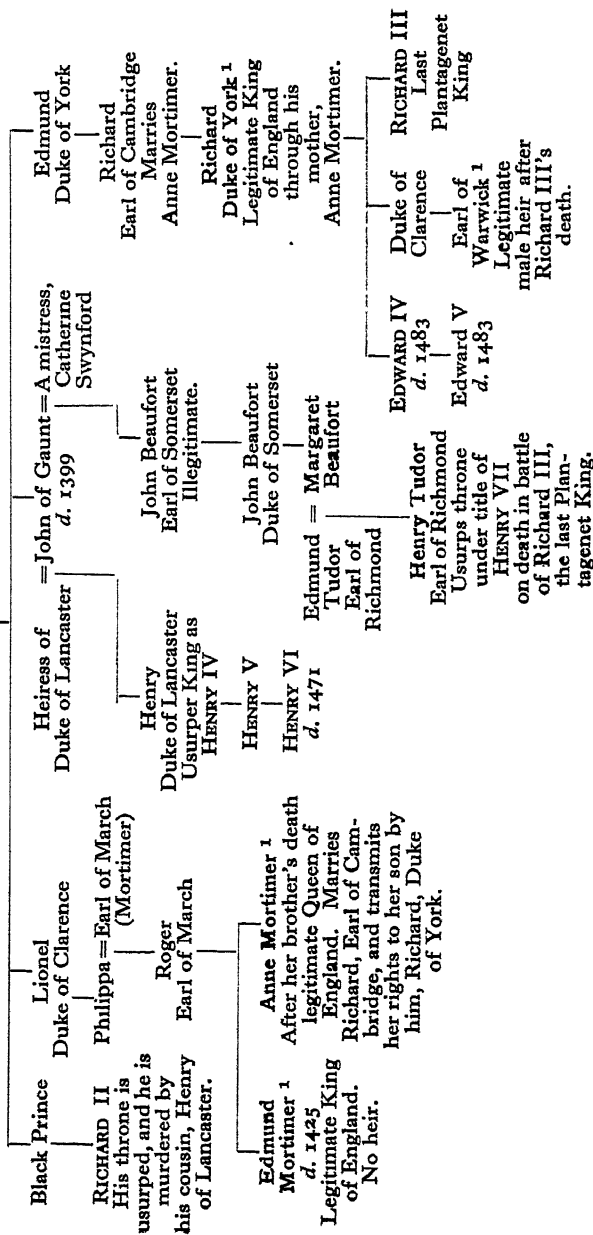 Black Prince
RICHARD II
His throne is
usurped, and he is
murdered by
his cousin, Henry
of Lancaster.
Lionel
Duke of Clarence
Philippa = Earl of March
(Mortimer)
Roger
Earl of March
Edmund
Mortimer ¹
d. 1425
Legitimate King
of England.
No heir.
Anne Mortimer ¹
After her brother's death
legitimate Queen of
England. Marries
Richard, Earl of Cam-
bridge, and transmits
her rights to her son by
him, Richard, Duke
of York.
Heiress of
Duke of Lancaster
=John of Gaunt=A mistress,
d. 1399
Catherine
Swynford
Henry
Duke of Lancaster
Usurper King as
HENRY IV
HENRY V
HENRY VI
d. 1471
John Beaufort
Earl of Somerset
Illegitimate.
John Beaufort
Duke of Somerset
Edmund = Margaret
Tudor Beaufort
Earl of
Richmond
Henry Tudor
Earl of Richmond
Usurps throne
under title of
HENRY VII
on death in battle
of Richard III,
the last Plan-
tagenet King.
Edmund
Duke of York
Richard
Earl of Cambridge
Marries
Anne Mortimer.
Richard
Duke of York ¹
Legitimate King
of England
through his
mother,
Anne Mortimer.
EDWARD IV
d. 1483
Edward V
d. 1483
Duke of
Clarence
Earl of
Warwick ¹
Legitimate
male heir after
Richard III's
death.
RICHARD III
Last
Plantagenet
King